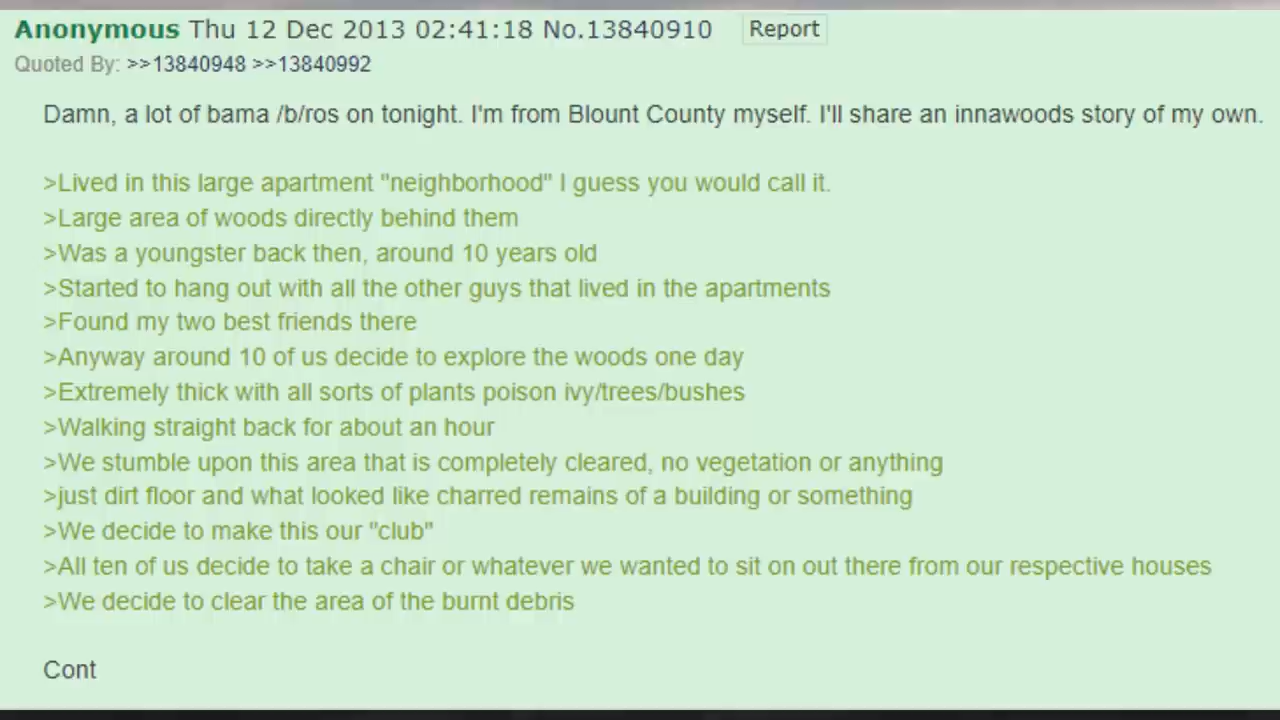 Anonymous Thu 12 Dec 2013 02:41:18 No.13840910 Report
Quoted By: >>13840948 >>13840992
Damn, a lot of bama /b/ros on tonight. I'm from Blount County myself. I'll share an innawoods story of my own.
>Lived in this large apartment "neighborhood" I guess you would call it.
>Large area of woods directly behind them
>Was a youngster back then, around 10 years old
>Started to hang out with all the other guys that lived in the apartments
>Found my two best friends there
>Anyway around 10 of us decide to explore the woods one day
>Extremely thick with all sorts of plants poison ivy/trees/bushes
>Walking straight back for about an hour
>We stumble upon this area that is completely cleared, no vegetation or anything
>just dirt floor and what looked like charred remains of a building or something
>We decide to make this our "club"
>All ten of us decide to take a chair or whatever we wanted to sit on out there from our respective houses
>We decide to clear the area of the burnt debris
Cont